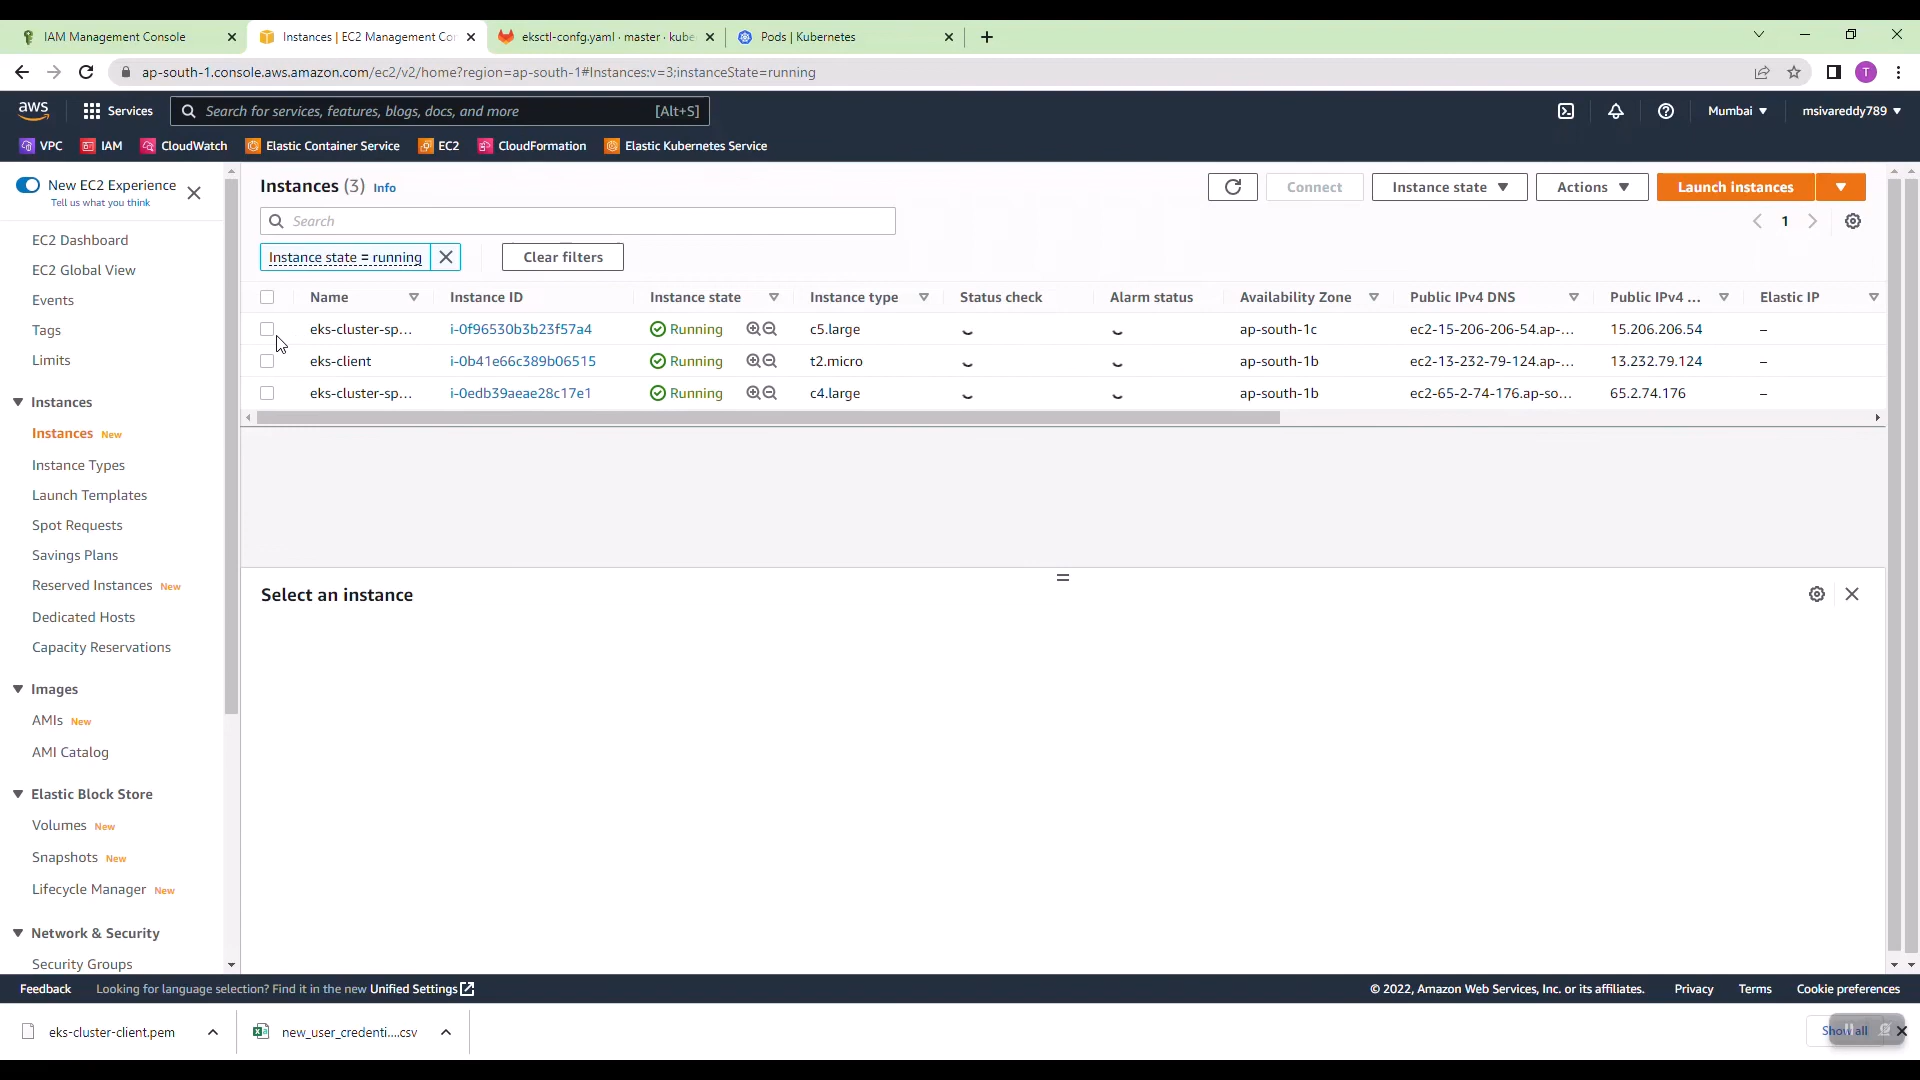 IAM Management Console
Instances | EC2 Management Con
eksctl-confg.yaml · master · kube
Pods | Kubernetes
ap-south-1.console.aws.amazon.com/ec2/v2/home?region=ap-south-1#Instances:v=3;instanceState=running
T
aws
Services
Search for services, features, blogs, docs, and more
[Alt+S]
Mumbai
msivareddy789
VPC
IAM
CloudWatch
Elastic Container Service
EC2
CloudFormation
Elastic Kubernetes Service
New EC2 Experience
Tell us what you think
EC2 Dashboard
EC2 Global View
Events
Tags
Limits
Instances
Instances New
Instance Types
Launch Templates
Spot Requests
Savings Plans
Reserved Instances New
Dedicated Hosts
Capacity Reservations
Images
AMIs New
AMI Catalog
Elastic Block Store
Volumes New
Snapshots New
Lifecycle Manager New
Network & Security
Security Groups
Instances (3) Info
Connect
Instance state
Actions
Launch instances
Search
1
Instance state = running
Clear filters
Name Instance ID Instance state Instance type Status check Alarm status Availability Zone Public IPv4 DNS Public IPv4 ... Elastic IP
eks-cluster-sp... i-0f96530b3b23f57a4 Running c5.large ap-south-1c ec2-15-206-206-54.ap-... 15.206.206.54 –
eks-client i-0b41e66c389b06515 Running t2.micro ap-south-1b ec2-13-232-79-124.ap-... 13.232.79.124 –
eks-cluster-sp... i-0edb39aeae28c17e1 Running c4.large ap-south-1b ec2-65-2-74-176.ap-so... 65.2.74.176 –
Select an instance
Feedback
Looking for language selection? Find it in the new Unified Settings
© 2022, Amazon Web Services, Inc. or its affiliates.
Privacy
Terms
Cookie preferences
eks-cluster-client.pem
new_user_credenti....csv
Show all